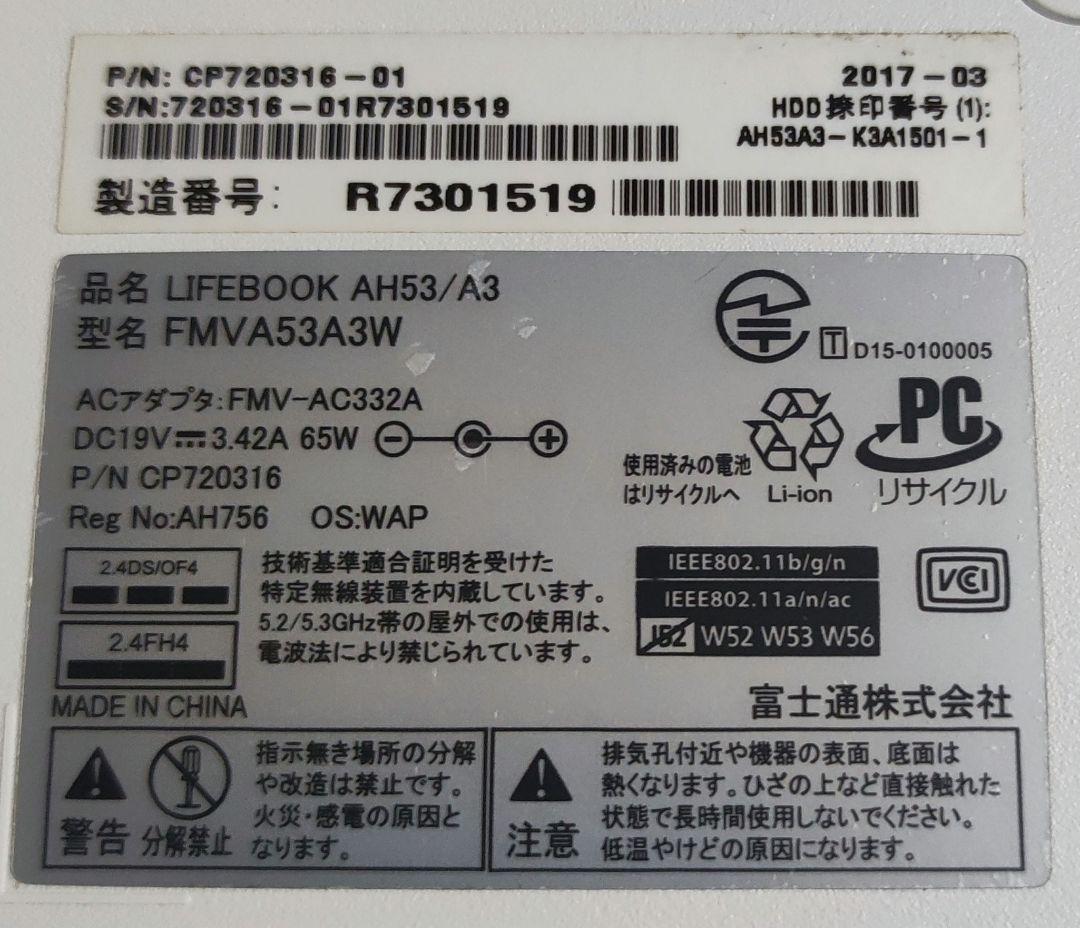 P/N: CP720316-01
S/N:720316-01R7301519
2017-03
HDD捺印番号(1):
AH53A3-K3A1501-1
製造番号: R7301519
品名 LIFEBOOK AH53/A3
型名 FMVA53A3W
T D15-0100005
ACアダプタ:FMV-AC332A
DC19V 3.42A 65W
P/N CP720316
Reg No:AH756 OS:WAP
使用済みの電池
はリサイクルへ
Li-ion
PC
リサイクル
2.4DS/OF4
2.4FH4
技術基準適合証明を受けた
特定無線装置を内蔵しています。
5.2/5.3GHz帯の屋外での使用は、
電波法により禁じられています。
IEEE802.11b/g/n
IEEE802.11a/n/ac
J52 W52 W53 W56
VCCI
MADE IN CHINA
富士通株式会社
警告
分解禁止
指示無き場所の分解
や改造は禁止です。
火災・感電の原因と
なります。
注意
排気孔付近や機器の表面、底面は
熱くなります。ひざの上など直接触れた
状態で長時間使用しないでください。
低温やけどの原因になります。